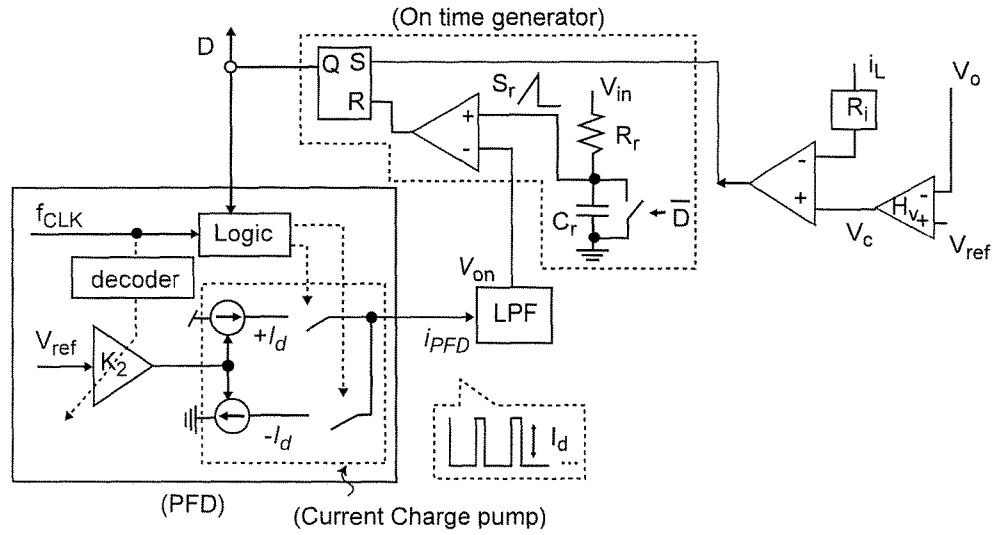 (On time generator)
D
Q S
R
S_r
V_in
R_r
C_r
D̅
i_L
R_i
V_o
-
+
+
-
H_v
-
+
V_c
V_ref
f_CLK
Logic
decoder
V_ref
K_2
+I_d
-I_d
V_on
LPF
i_PFD
I_d
...
(PFD)
(Current Charge pump)